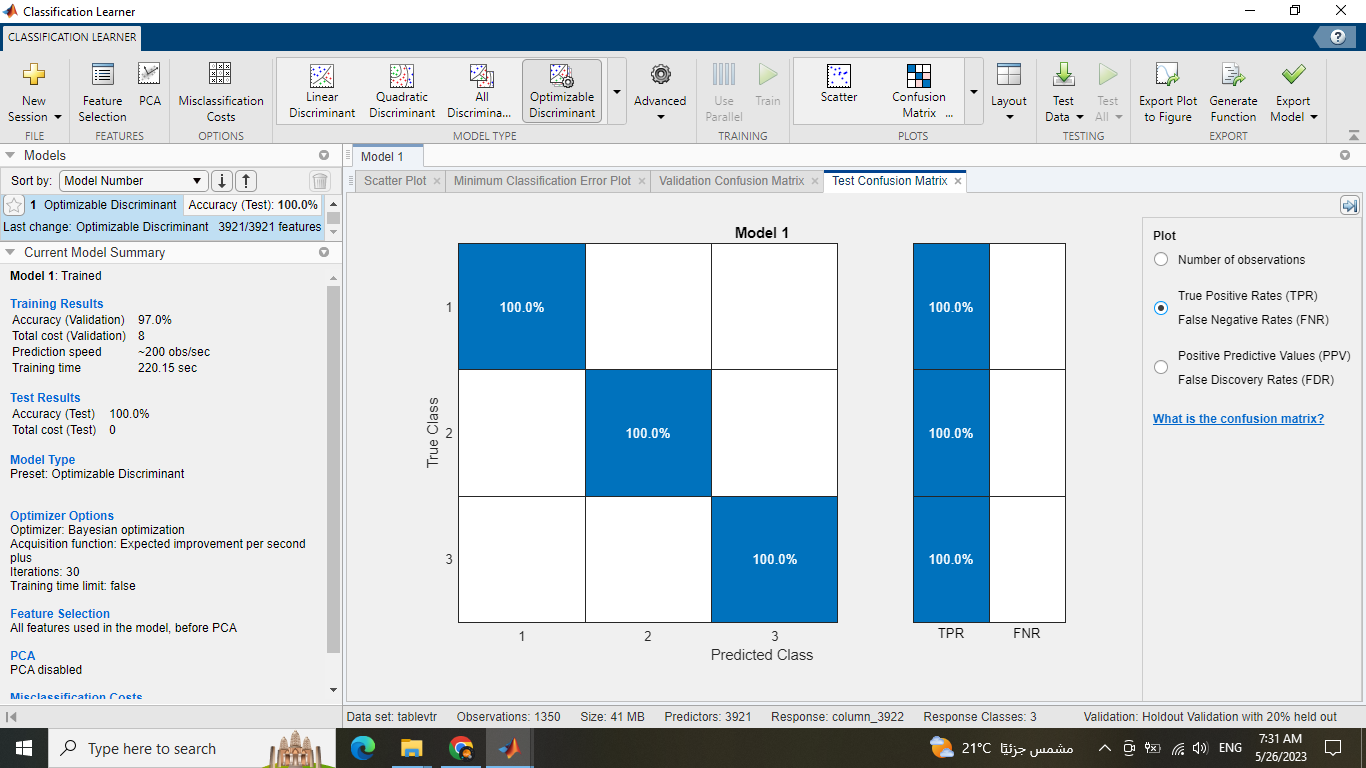 Classification Learner
CLASSIFICATION LEARNER
New Session
Feature Selection
PCA
Misclassification Costs
Linear Discriminant
Quadratic Discriminant
All Discrimina...
Optimizable Discriminant
Advanced
Use Parallel
Train
Scatter
Confusion Matrix ...
Layout
Test Data
Test All
Export Plot to Figure
Generate Function
Export Model
FILE
FEATURES
OPTIONS
MODEL TYPE
TRAINING
PLOTS
TESTING
EXPORT
Models
Sort by: Model Number
1 Optimizable Discriminant Accuracy (Test): 100.0%
Last change: Optimizable Discriminant 3921/3921 features
Current Model Summary
Model 1: Trained
Training Results
Accuracy (Validation) 97.0%
Total cost (Validation) 8
Prediction speed ~200 obs/sec
Training time 220.15 sec
Test Results
Accuracy (Test) 100.0%
Total cost (Test) 0
Model Type
Preset: Optimizable Discriminant
Optimizer Options
Optimizer: Bayesian optimization
Acquisition function: Expected improvement per second
plus
Iterations: 30
Training time limit: false
Feature Selection
All features used in the model, before PCA
PCA
PCA disabled
Misclassification Costs
Model 1
Scatter Plot
Minimum Classification Error Plot
Validation Confusion Matrix
Test Confusion Matrix
Model 1
1
100.0%
100.0%
2
100.0%
100.0%
3
100.0%
100.0%
True Class
1 2 3
TPR FNR
Predicted Class
Plot
Number of observations
True Positive Rates (TPR)
False Negative Rates (FNR)
Positive Predictive Values (PPV)
False Discovery Rates (FDR)
What is the confusion matrix?
Data set: tablevtr Observations: 1350 Size: 41 MB Predictors: 3921 Response: column_3922 Response Classes: 3 Validation: Holdout Validation with 20% held out
Type here to search
21°C مشمس جزئيًا
ENG
7:31 AM
5/26/2023